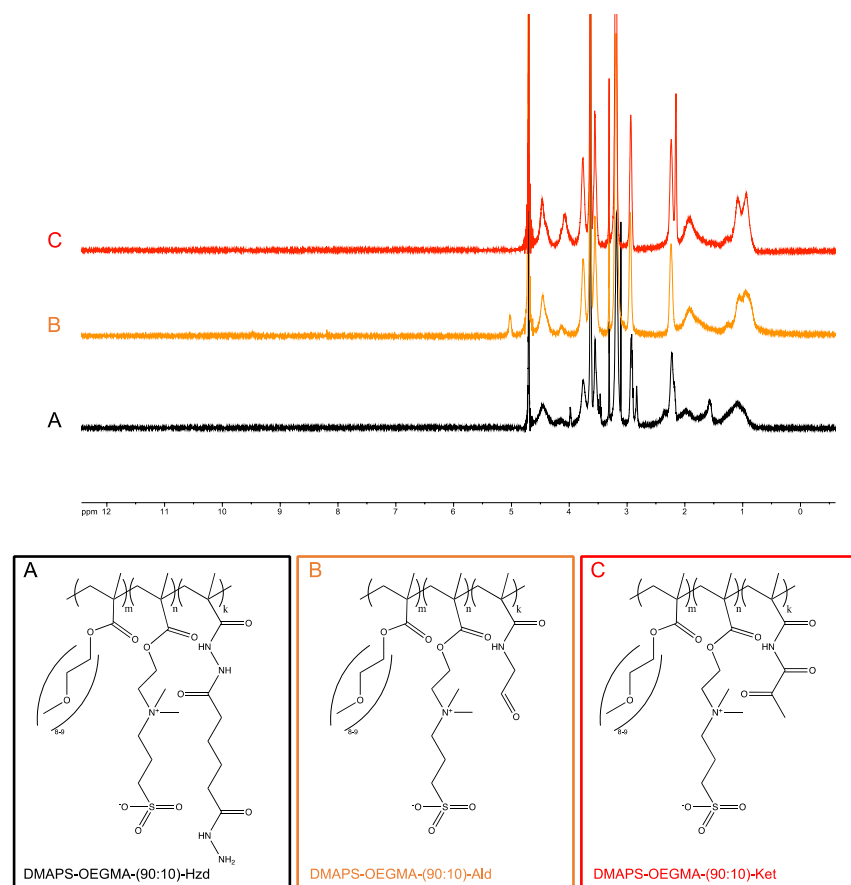 C
B
A
ppm 12 11 10 9 8 7 6 5 4 3 2 1 0
A
m n k
O O O O O
HN
NH
O
O
N+
8-9
-O S O
O
O
HN
NH2
DMAPS-OEGMA-(90:10)-Hzd
B
m n k
O O O O O
HN
O
N+
O
8-9
-O S O
O
DMAPS-OEGMA-(90:10)-Ald
C
m n k
O O O O O
NH
O
O
O
N+
8-9
-O S O
O
DMAPS-OEGMA-(90:10)-Ket